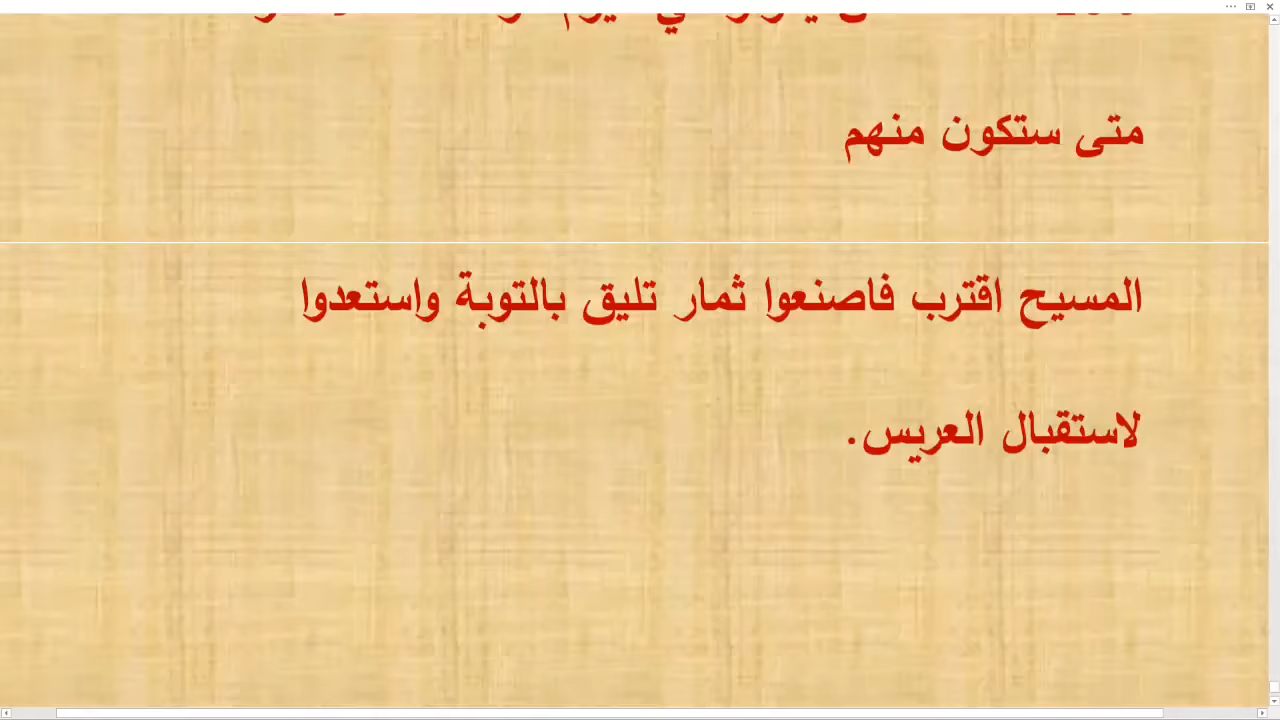 متى ستكون منهم
المسيح اقترب فاصنعوا ثمار تليق بالتوبة واستعدوا
لاستقبال العريس.